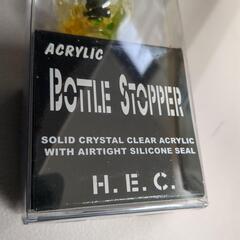 ACRYLIC
BOTTLE STOPPER
SOLID CRYSTAL CLEAR ACRYLIC
WITH AIRTIGHT SILICONE SEAL
H.E.C.